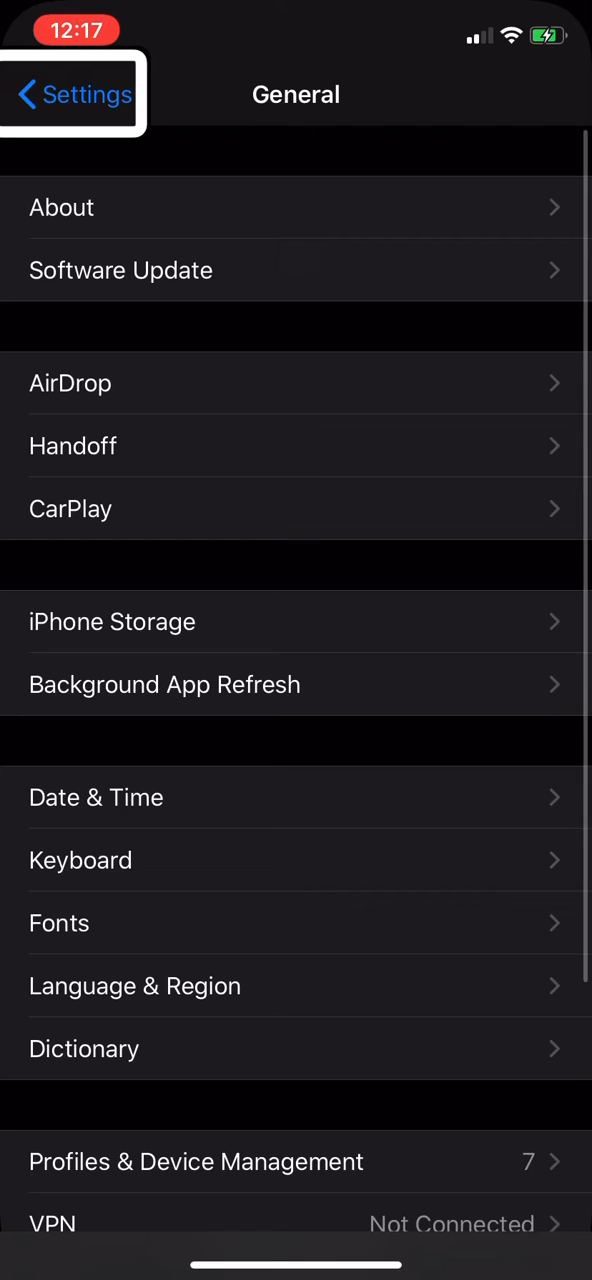 12:17
Settings
General
About
Software Update
AirDrop
Handoff
CarPlay
iPhone Storage
Background App Refresh
Date & Time
Keyboard
Fonts
Language & Region
Dictionary
Profiles & Device Management 7
VPN Not Connected